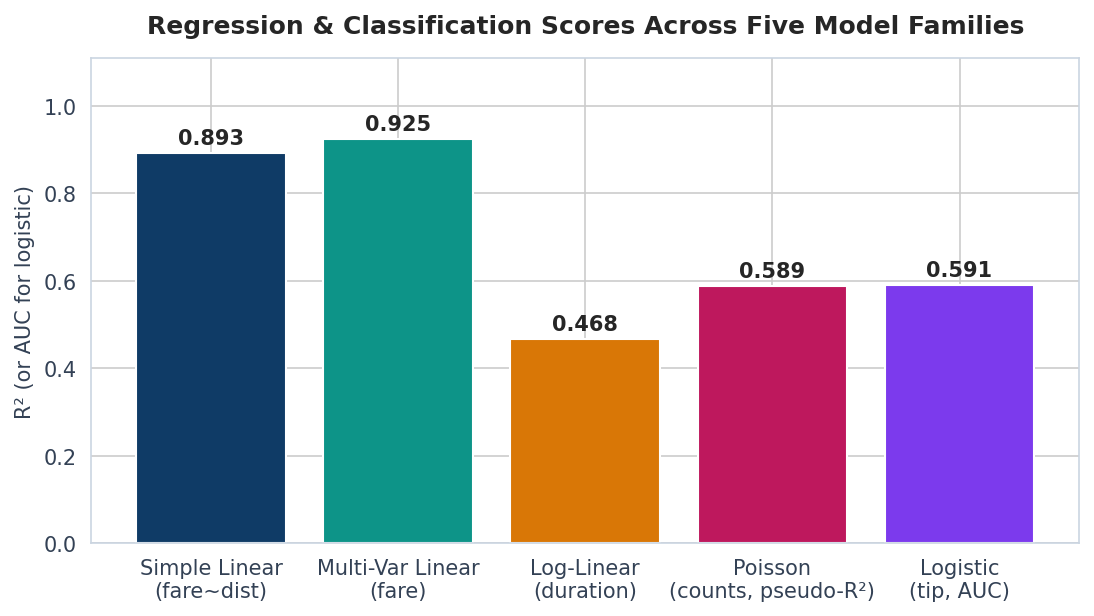 Regression & Classification Scores Across Five Model Families
R² (or AUC for logistic)
1.0
0.8
0.6
0.4
0.2
0.0
0.893
0.925
0.468
0.589
0.591
Simple Linear
(fare~dist)
Multi-Var Linear
(fare)
Log-Linear
(duration)
Poisson
(counts, pseudo-R²)
Logistic
(tip, AUC)